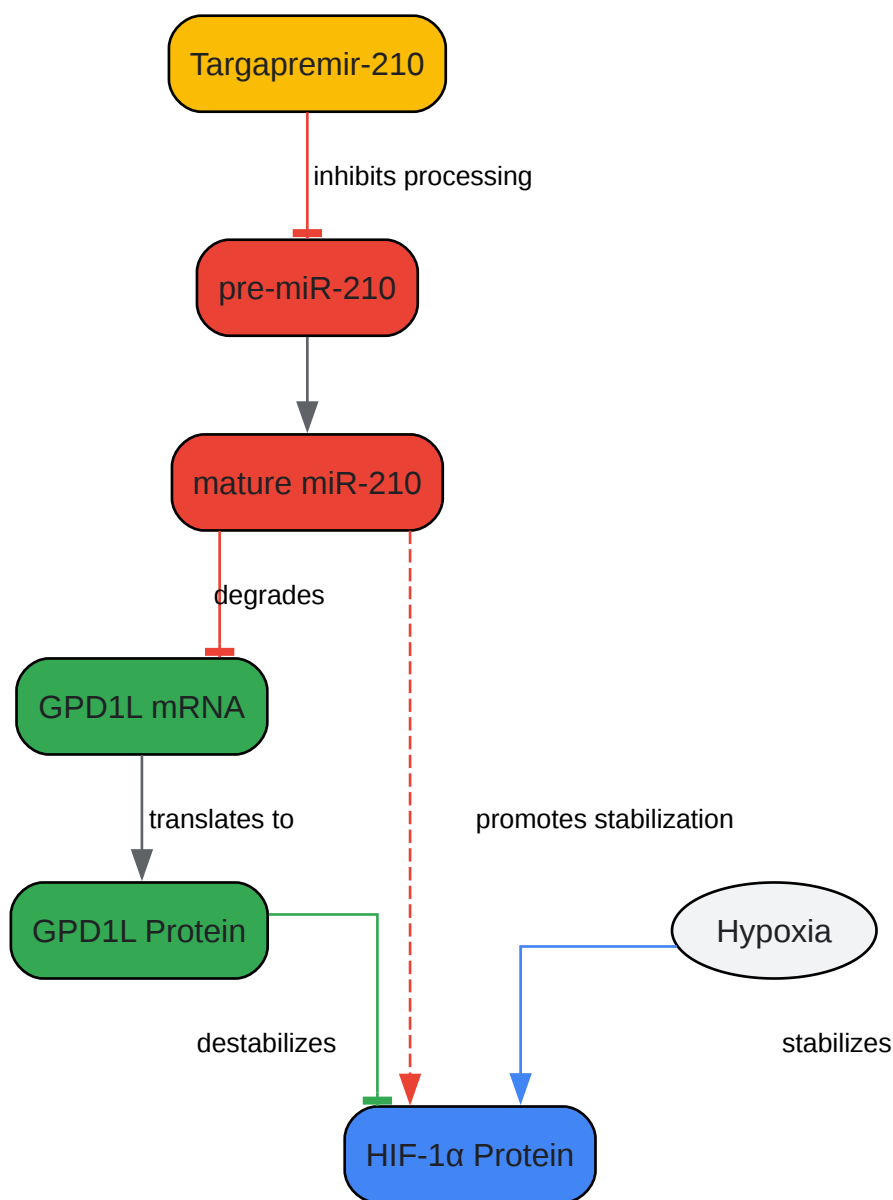 Targapremir-210
inhibits processing
pre-miR-210
mature miR-210
degrades
GPD1L mRNA
translates to
promotes stabilization
GPD1L Protein
Hypoxia
destabilizes
stabilizes
HIF-1α Protein